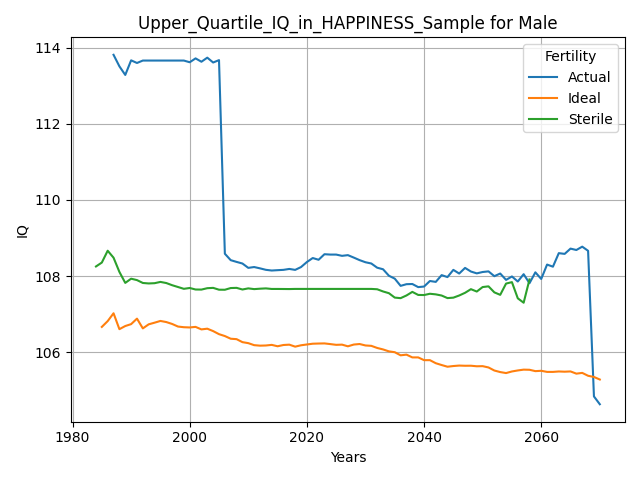 Upper_Quartile_IQ_in_HAPPINESS_Sample for Male
Fertility
Actual
Ideal
Sterile
114
112
110
108
106
IQ
1980
2000
2020
2040
2060
Years